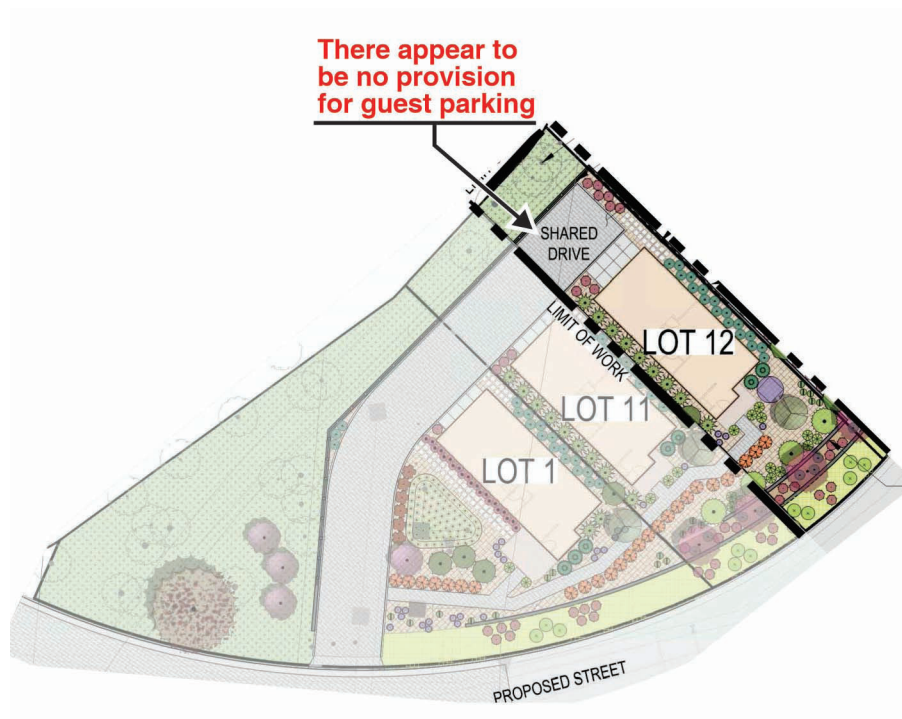 There appear to
be no provision
for guest parking
SHARED
DRIVE
LIMIT OF WORK
LOT 12
LOT 11
LOT 1
PROPOSED STREET